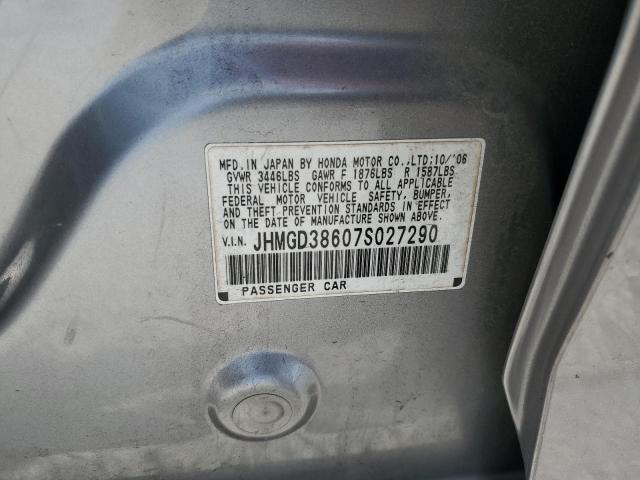 MFD. IN JAPAN BY HONDA MOTOR CO., LTD; 10/'06
GVWR 3446LBS GAWR F 1876LBS R 1587LBS
THIS VEHICLE CONFORMS TO ALL APPLICABLE
FEDERAL MOTOR VEHICLE SAFETY, BUMPER,
AND THEFT PREVENTION STANDARDS IN EFFECT
ON THE DATE OF MANUFACTURE SHOWN ABOVE.
V.I.N. JHMGD38607S027290
PASSENGER CAR